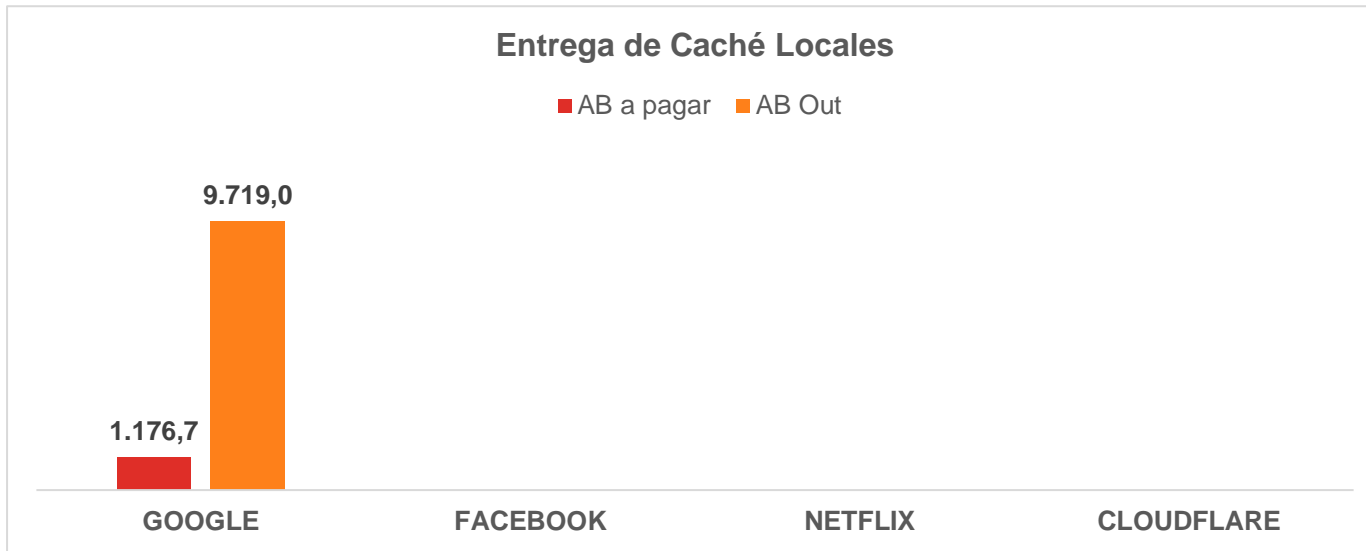 Entrega de Caché Locales
AB a pagar AB Out
9.719,0
1.176,7
GOOGLE FACEBOOK NETFLIX CLOUDFLARE